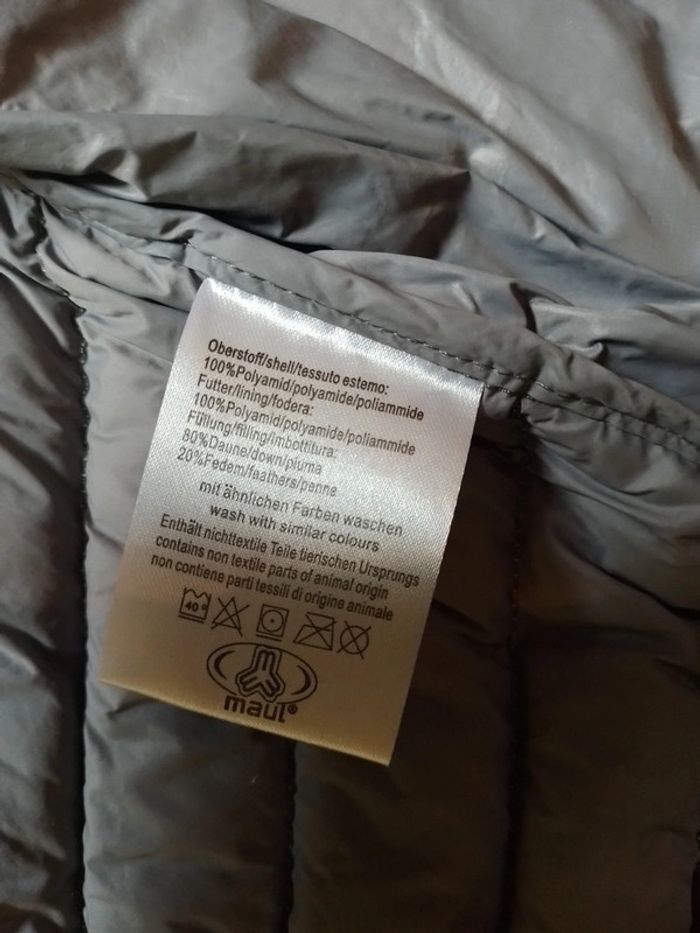 Oberstoff/shell/tessuto esterno:
100%Polyamid/polyamide/poliammide
Futter/lining/fodera:
100%Polyamid/polyamide/poliammide
Füllung/filling/imbottitura:
80%Daune/down/piuma
20%Federn/feathers/penne
mit ähnlichen Farben waschen
wash with similar colours
Enthält nichttextile Teile tierischen Ursprungs
contains non textile parts of animal origin
non contiene parti tessili di origine animale
40°
maul®